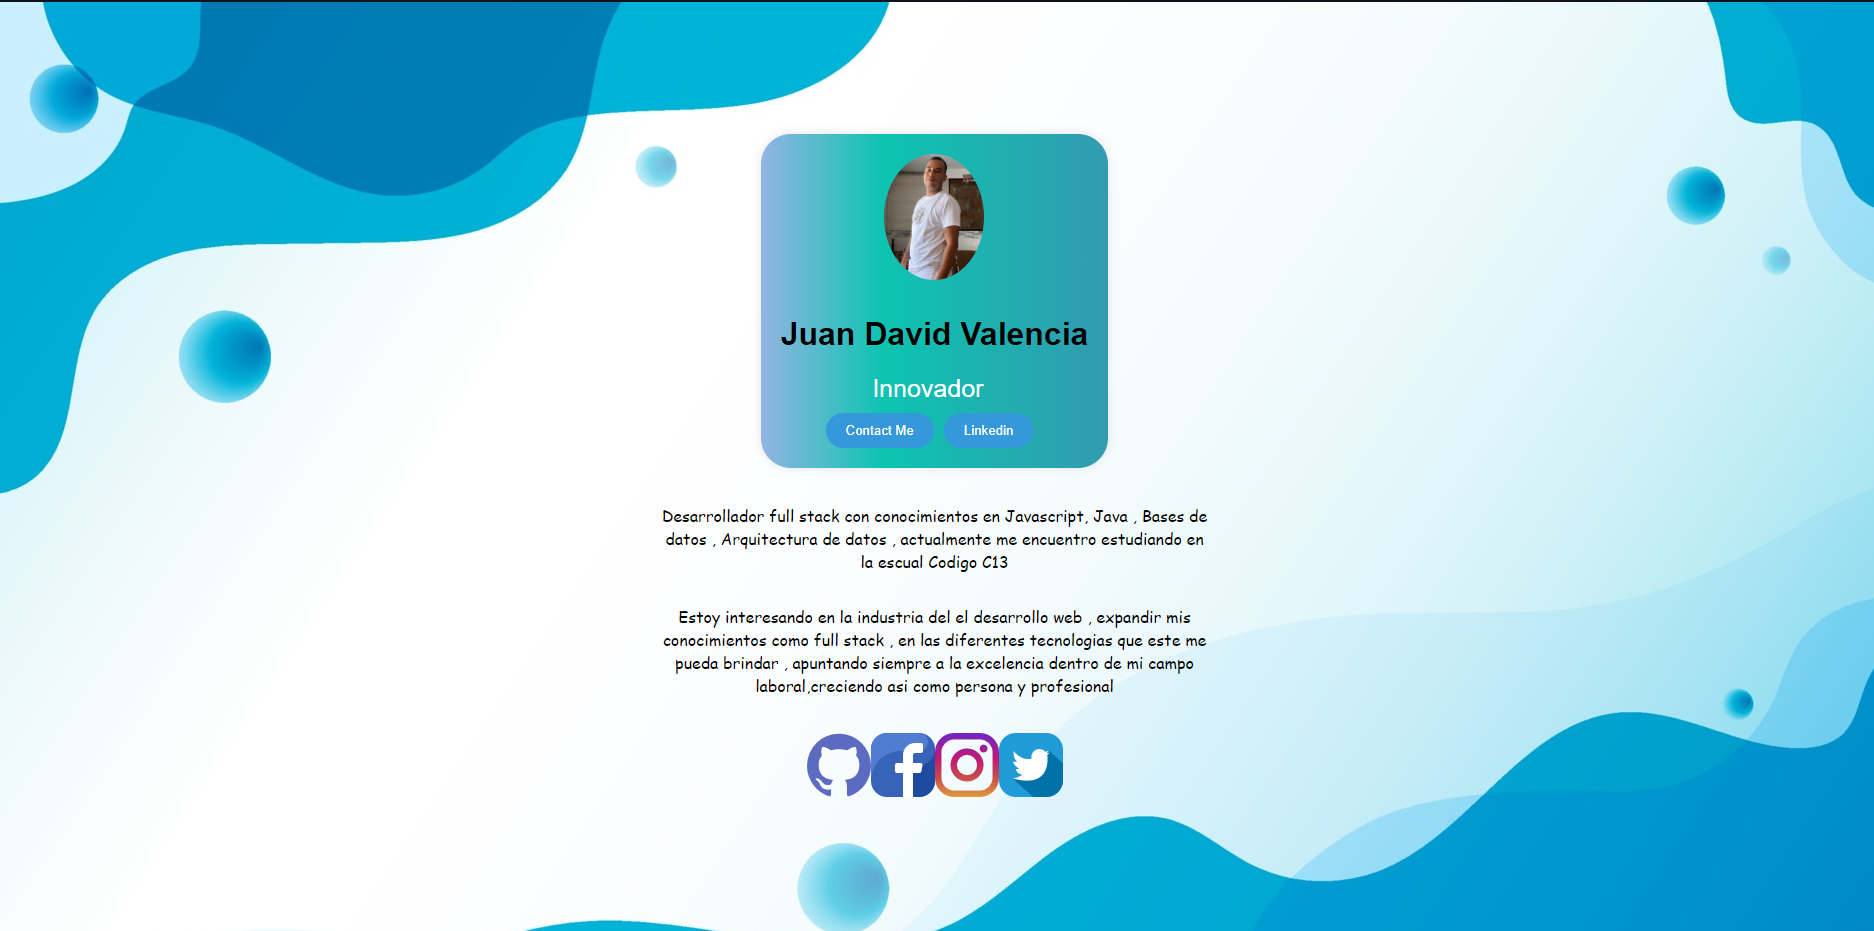 Juan David Valencia
Innovador
Contact Me
Linkedin
Desarrollador full stack con conocimientos en Javascript, Java , Bases de
datos , Arquitectura de datos , actualmente me encuentro estudiando en
la escual Codigo C13
Estoy interesando en la industria del el desarrollo web , expandir mis
conocimientos como full stack , en las diferentes tecnologias que este me
pueda brindar , apuntando siempre a la excelencia dentro de mi campo
laboral,creciendo asi como persona y profesional